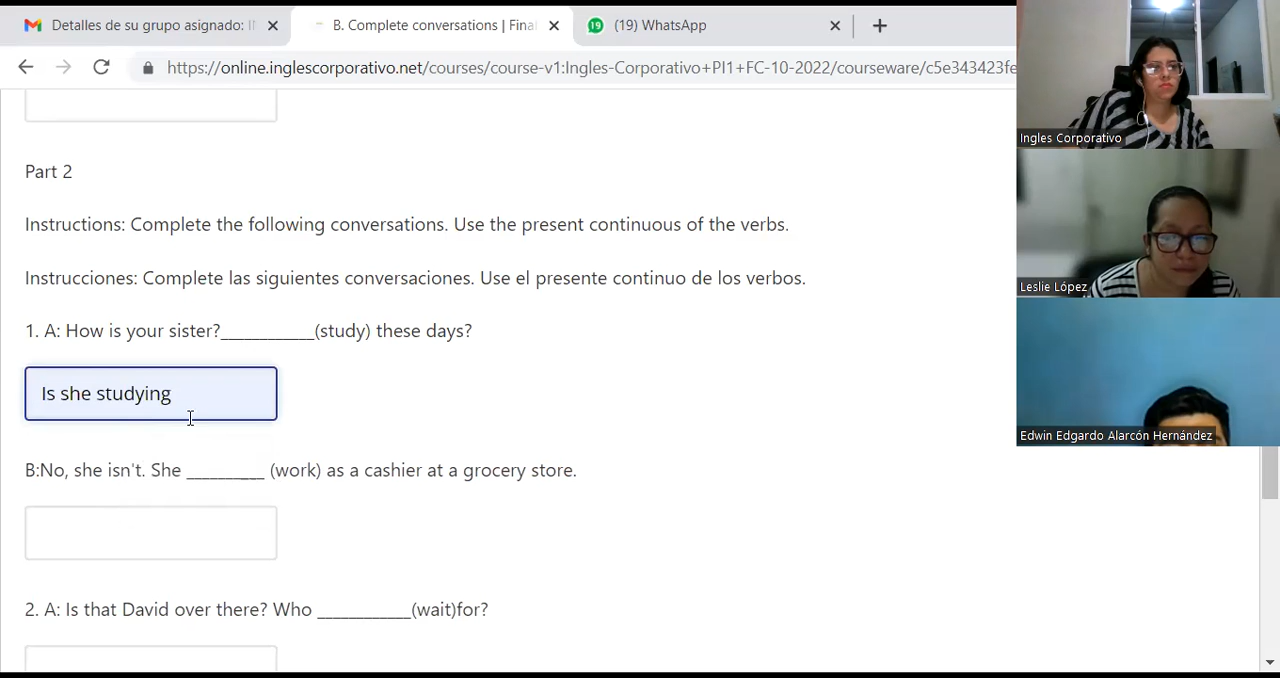 Detalles de su grupo asignado: II
B. Complete conversations | Fina
19
(19) WhatsApp
https://online.inglescorporativo.net/courses/course-v1:Ingles-Corporativo+PI1+FC-10-2022/courseware/c5e343423fe
Part 2
Instructions: Complete the following conversations. Use the present continuous of the verbs.
Instrucciones: Complete las siguientes conversaciones. Use el presente continuo de los verbos.
1. A: How is your sister?____________(study) these days?
Is she studying
B:No, she isn't. She __________ (work) as a cashier at a grocery store.
2. A: Is that David over there? Who ____________(wait)for?
Ingles Corporativo
Leslie López
Edwin Edgardo Alarcón Hernández